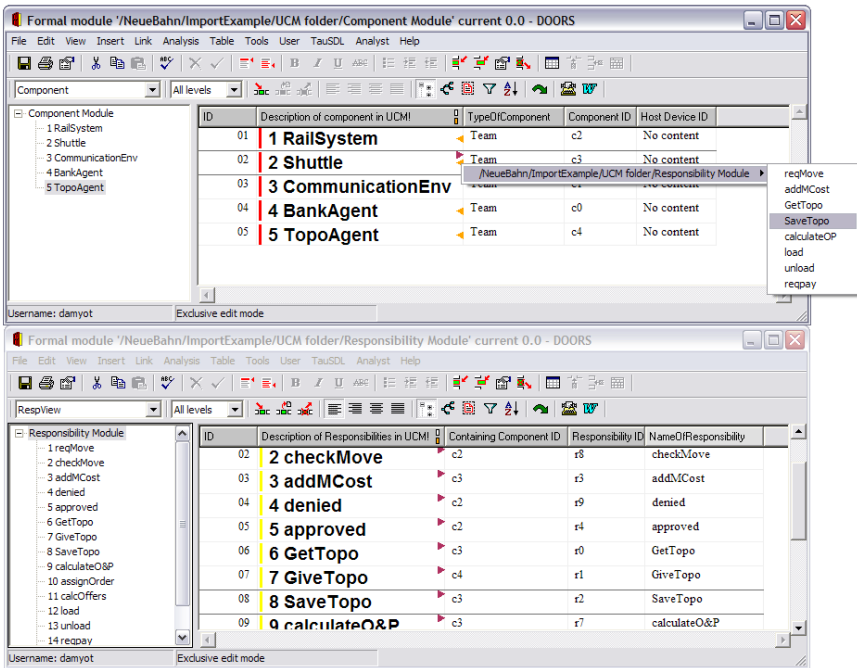 Formal module '/NeueBahn/ImportExample/UCM folder/Component Module' current 0.0 - DOORS
File Edit View Insert Link Analysis Table Tools User TauSDL Analyst Help
Component All levels
Component Module
1 RailSystem
2 Shuttle
3 CommunicationEnv
4 BankAgent
5 TopoAgent
ID Description of component in UCM! TypeOfComponent Component ID Host Device ID
01 1 RailSystem Team c2 No content
02 2 Shuttle Team c3 No content
/NeueBahn/ImportExample/UCM folder/Responsibility Module
03 3 CommunicationEnv
04 4 BankAgent Team c0 No content
05 5 TopoAgent Team c4 No content
reqMove
addMCost
GetTopo
SaveTopo
calculateOP
load
unload
reqpay
Username: damyot Exclusive edit mode
Formal module '/NeueBahn/ImportExample/UCM folder/Responsibility Module' current 0.0 - DOORS
File Edit View Insert Link Analysis Table Tools User TauSDL Analyst Help
RespView All levels
Responsibility Module
1 reqMove
2 checkMove
3 addMCost
4 denied
5 approved
6 GetTopo
7 GiveTopo
8 SaveTopo
9 calculateO&P
10 assignOrder
11 calcOffers
12 load
13 unload
14 reqpay
ID Description of Responsibilities in UCM! Containing Component ID Responsibility ID NameOfResponsibility
02 2 checkMove c2 r8 checkMove
03 3 addMCost c3 r3 addMCost
04 4 denied c2 r9 denied
05 5 approved c2 r4 approved
06 6 GetTopo c3 r0 GetTopo
07 7 GiveTopo c4 r1 GiveTopo
08 8 SaveTopo c3 r2 SaveTopo
09 9 calculateO&P c3 r7 calculateO&P
Username: damyot Exclusive edit mode